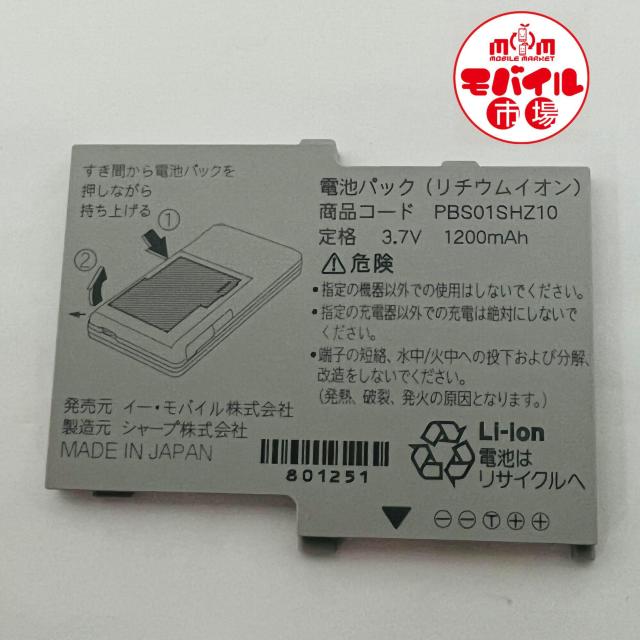 mm
MOBILE MARKET
モバイル
市場
すき間から電池パックを
押しながら
持ち上げる
①
②
電池パック（リチウムイオン）
商品コード PBS01SHZ10
定格 3.7V 1200mAh
⚠危険
・指定の機器以外での使用はしないでください。
・指定の充電器以外での充電は絶対にしないで
ください。
・端子の短絡、水中/火中への投下および分解、
改造をしないでください。
（発熱、破裂、発火の原因となります。）
発売元 イー・モバイル株式会社
製造元 シャープ株式会社
MADE IN JAPAN
801251
Li-Ion
電池は
リサイクルへ
▼ ⊖⊖Ⓣ⊕⊕